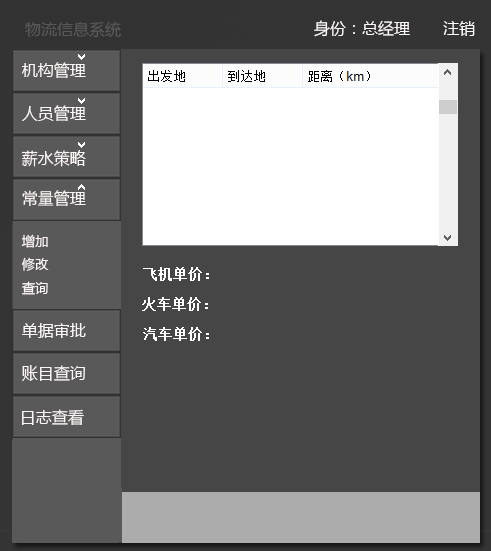 物流信息系统 身份：总经理 注销
机构管理
人员管理
薪水策略
常量管理
增加
修改
查询
单据审批
账目查询
日志查看
出发地 到达地 距离（km）
飞机单价：
火车单价：
汽车单价：